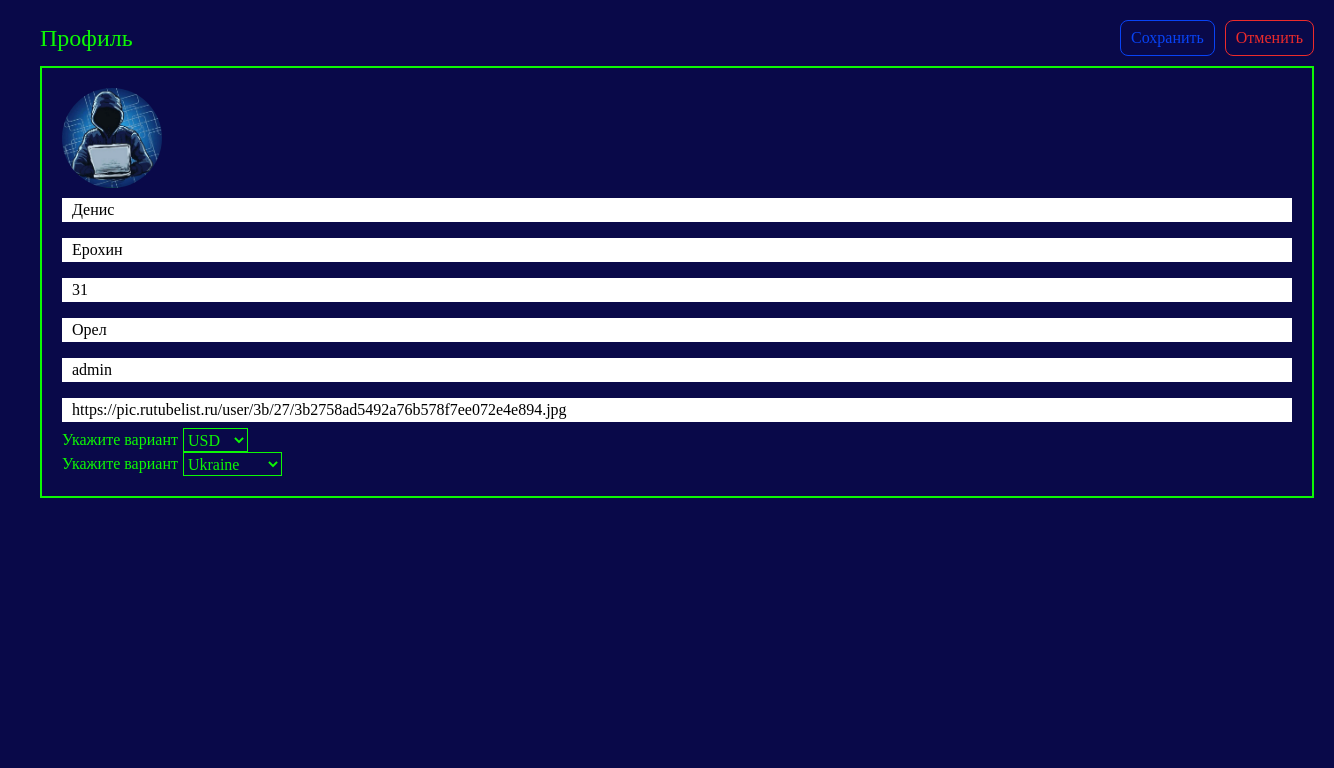 Профиль
Сохранить
Отменить
Денис
Ерохин
31
Орел
admin
https://pic.rutubelist.ru/user/3b/27/3b2758ad5492a76b578f7ee072e4e894.jpg
Укажите вариант USD
Укажите вариант Ukraine